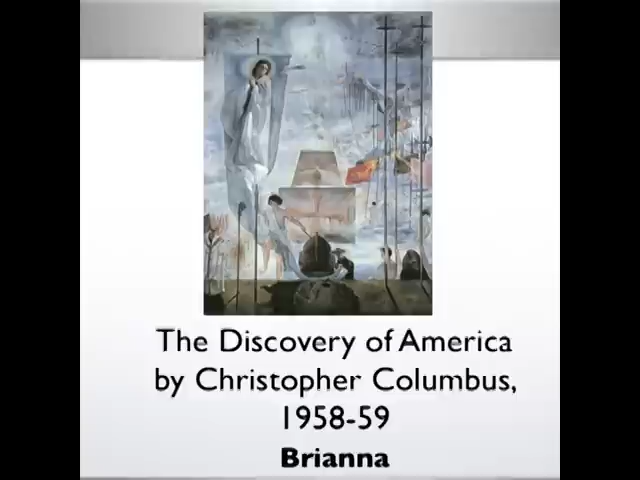 The Discovery of America
by Christopher Columbus,
1958-59
Brianna